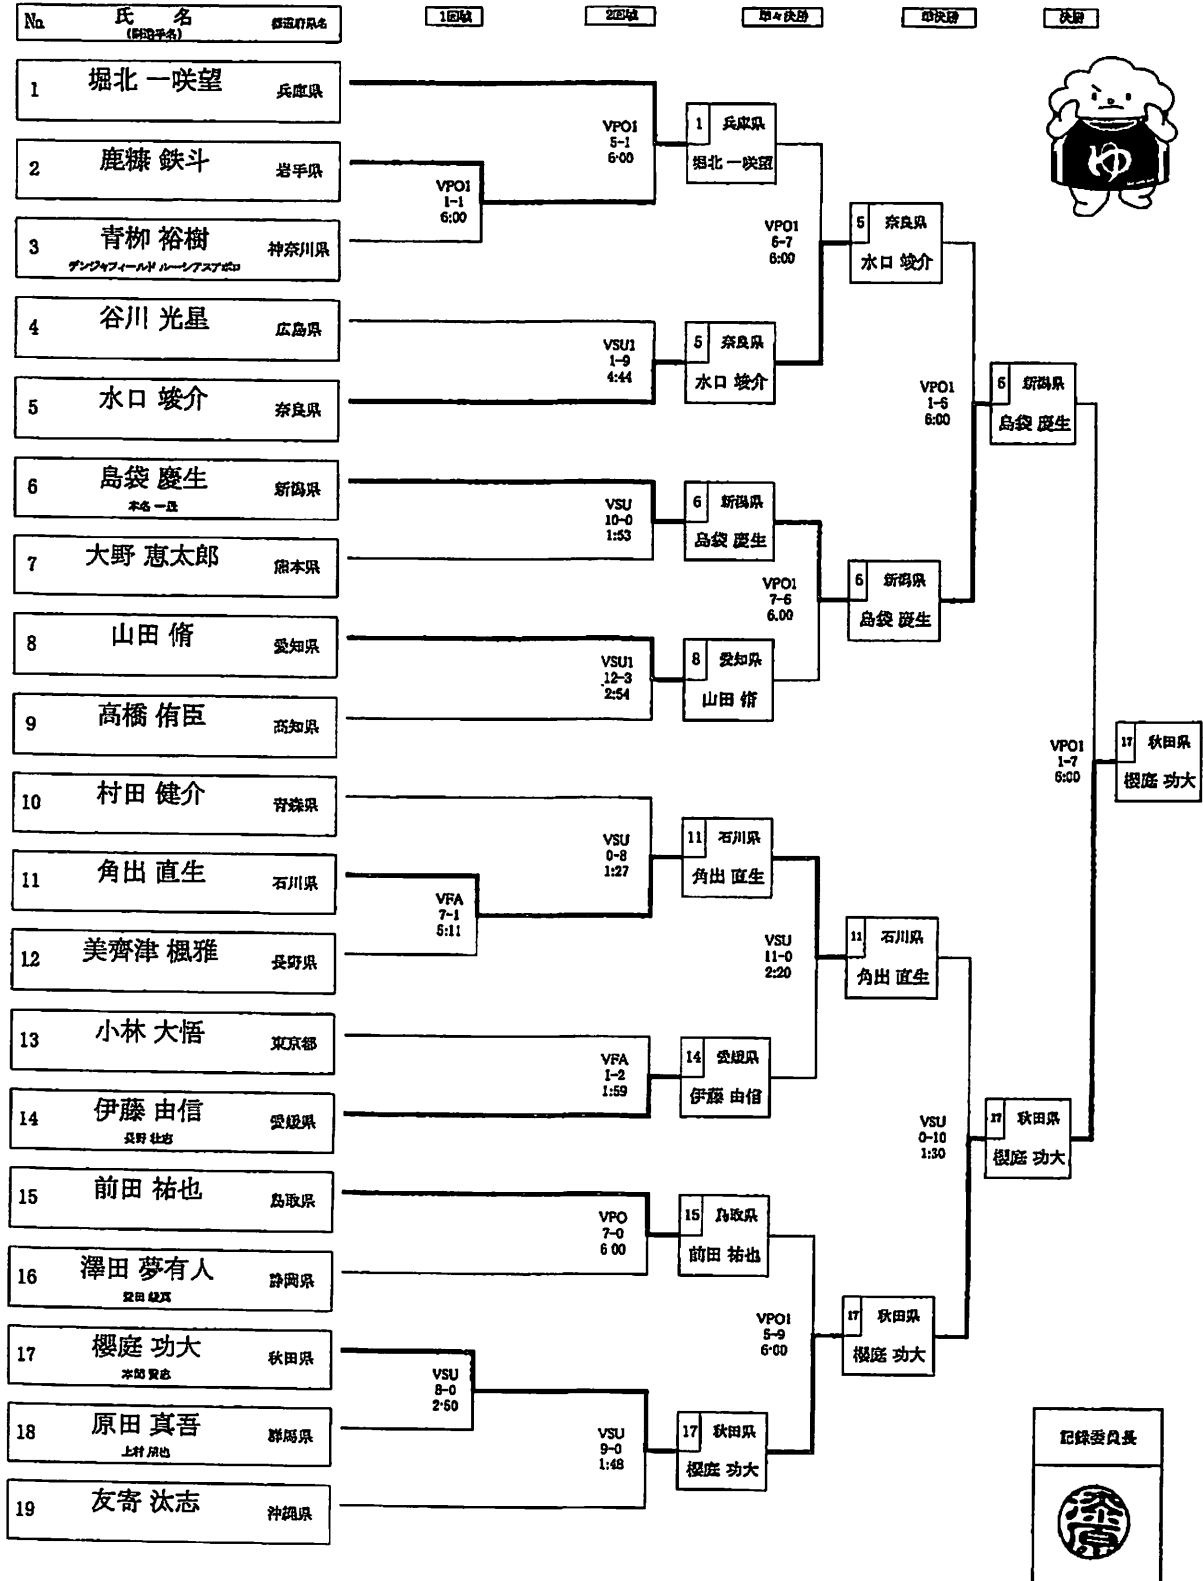 No.
氏 名
(副選手名)
都道府県名
1回戦
2回戦
準々決勝
準決勝
決勝
1 堀北 一咲望 兵庫県
2 鹿糠 鉄斗 岩手県
3 青栁 裕樹 神奈川県
4 谷川 光星 広島県
5 水口 竣介 奈良県
6 島袋 慶生 新潟県
7 大野 恵太郎 熊本県
8 山田 脩 愛知県
9 高橋 侑臣 高知県
10 村田 健介 青森県
11 角出 直生 石川県
12 美齊津 楓雅 長野県
13 小林 大悟 東京都
14 伊藤 由信 愛媛県
長野 壮志
15 前田 祐也 鳥取県
16 澤田 夢有人 静岡県
17 櫻庭 功大 秋田県
本間 賢志
18 原田 真吾 群馬県
19 友寄 汰志 沖縄県
VPO1
1-1
6:00
VFA
7-1
5:11
VSU
8-0
2:50
VPO1
5-1
6:00
VSU1
1-9
4:44
VSU
10-0
1:53
VSU1
12-3
2:54
VSU
0-8
1:27
VFA
1-2
1:59
VPO
7-0
6:00
VSU
9-0
1:48
1 兵庫県
堀北 一咲望
5 奈良県
水口 竣介
6 新潟県
島袋 慶生
8 愛知県
山田 脩
11 石川県
角出 直生
14 愛媛県
伊藤 由信
15 鳥取県
前田 祐也
17 秋田県
櫻庭 功大
VPO1
6-7
6:00
VPO1
7-6
6:00
VSU
11-0
2:20
VPO1
5-9
6:00
5 奈良県
水口 竣介
6 新潟県
島袋 慶生
11 石川県
角出 直生
17 秋田県
櫻庭 功大
VPO1
1-6
6:00
VSU
0-10
1:30
6 新潟県
島袋 慶生
17 秋田県
櫻庭 功大
VPO1
1-7
6:00
17 秋田県
櫻庭 功大
ゆ
記録委員長